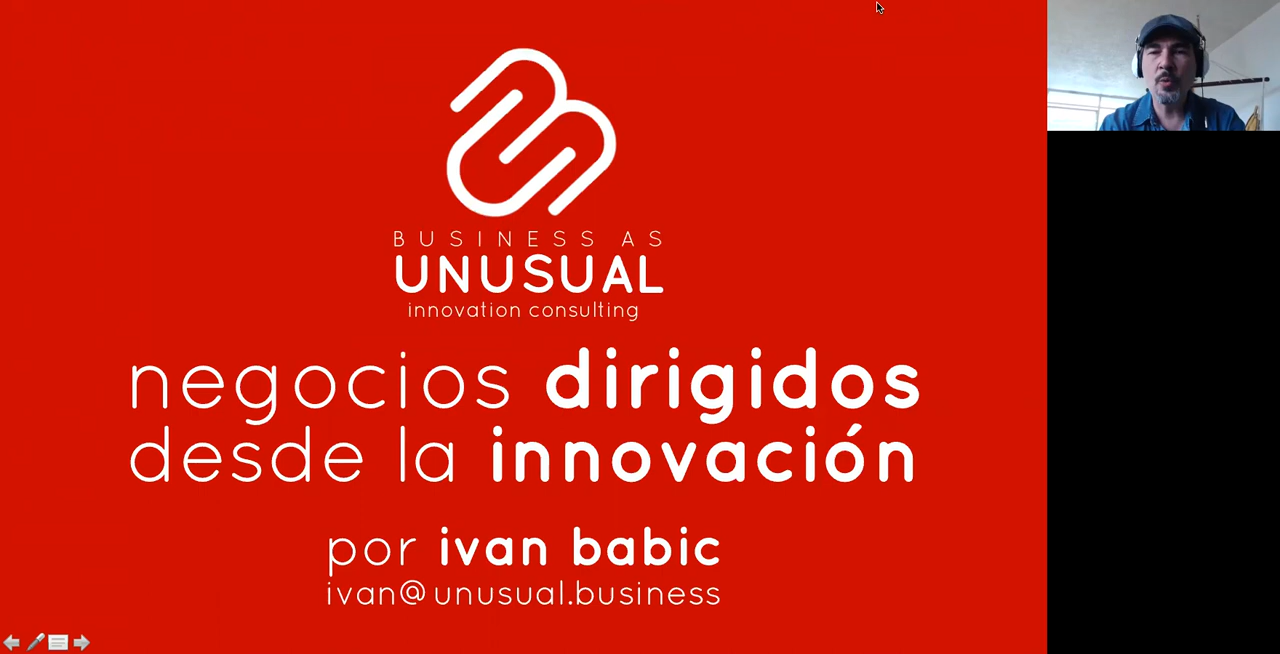 BUSINESS AS
UNUSUAL
innovation consulting
negocios dirigidos
desde la innovación
por ivan babic
ivan@unusual.business